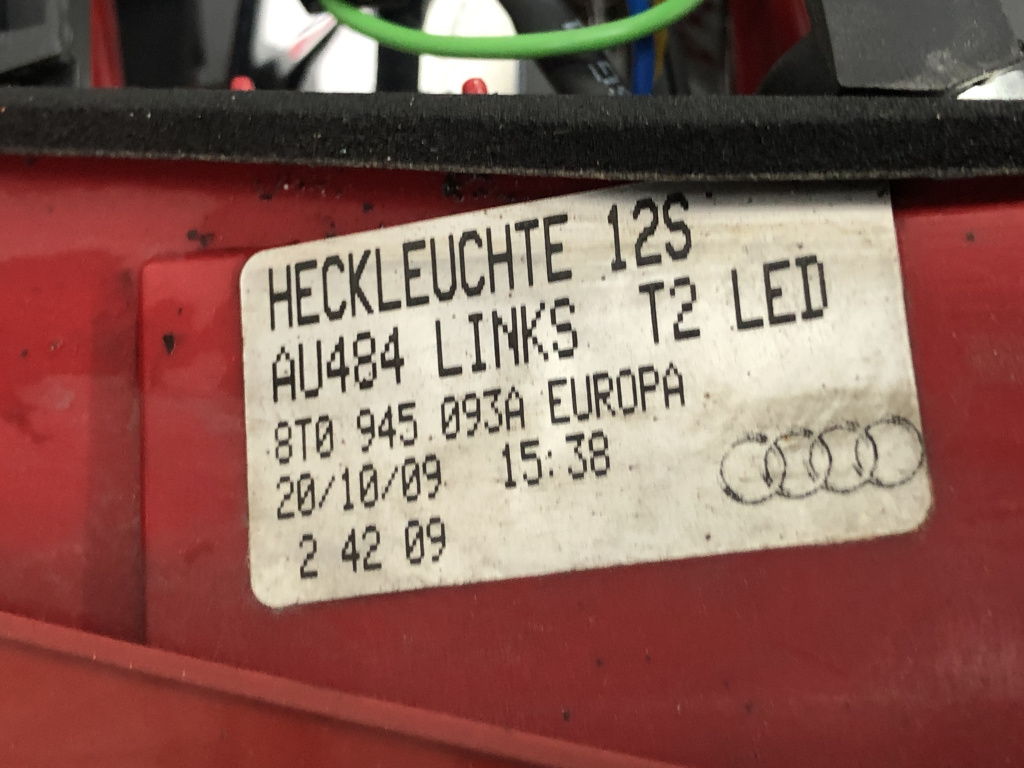 HECKLEUCHTE 12S
AU484 LINKS T2 LED
8T0 945 093A EUROPA
20/10/09 15:38
2 42 09